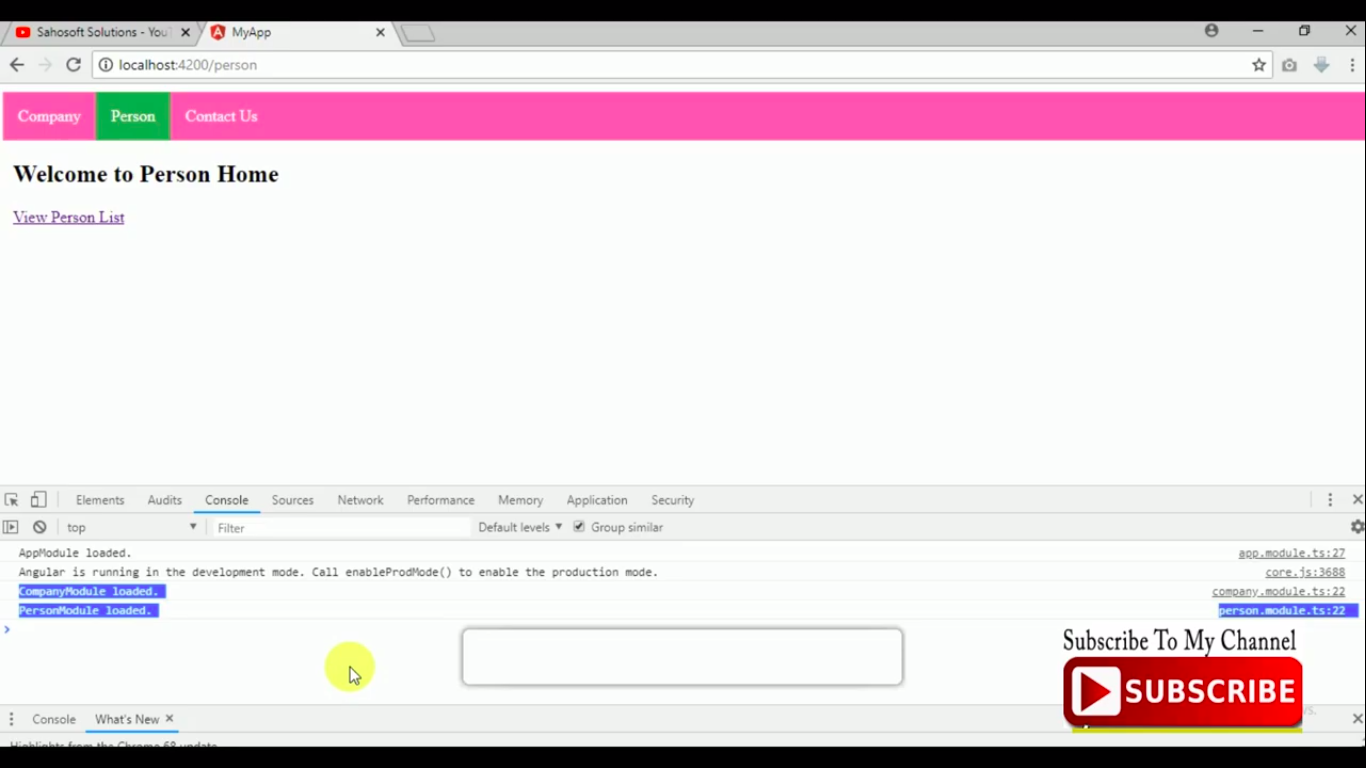 Sahosoft Solutions - You
MyApp
localhost:4200/person
Company Person Contact Us
Welcome to Person Home
View Person List
Elements Audits Console Sources Network Performance Memory Application Security
top Filter Default levels Group similar
AppModule loaded. app.module.ts:27
Angular is running in the development mode. Call enableProdMode() to enable the production mode. core.js:3688
CompanyModule loaded. company.module.ts:22
PersonModule loaded. person.module.ts:22
Subscribe To My Channel
SUBSCRIBE
Console What's New
Highlights from the Chrome 68 update